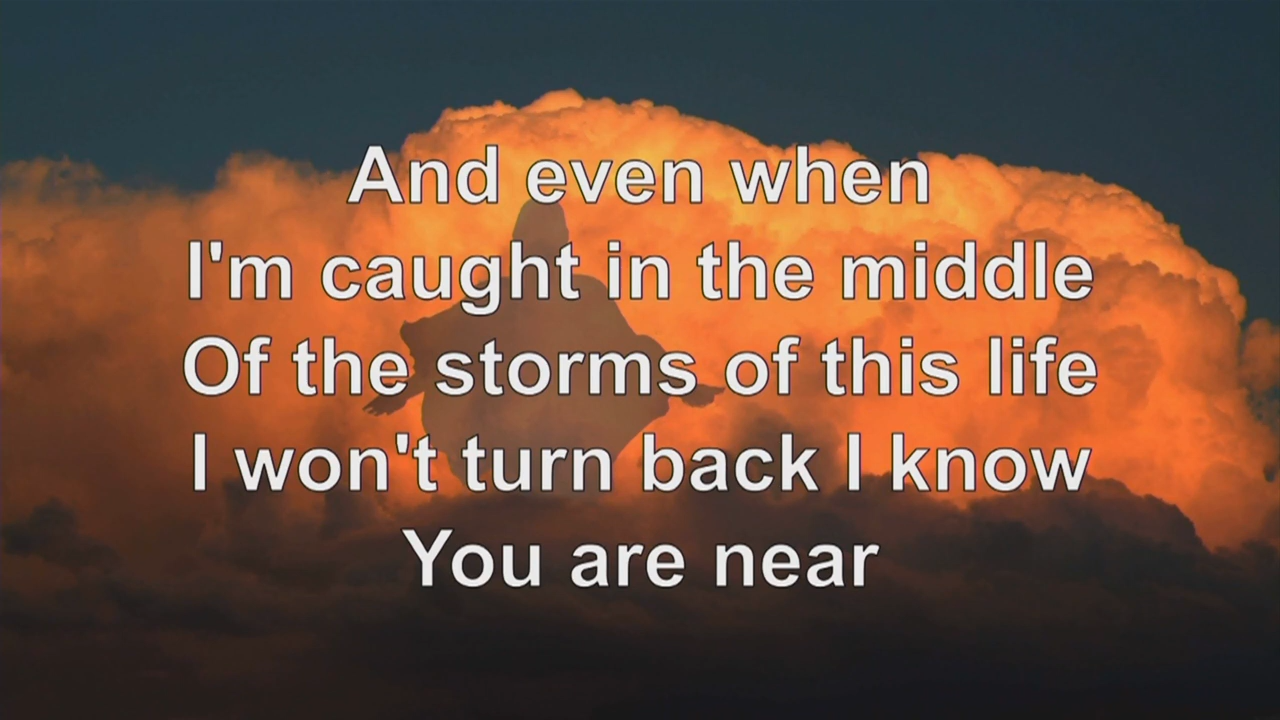 And even when
I'm caught in the middle
Of the storms of this life
I won't turn back I know
You are near